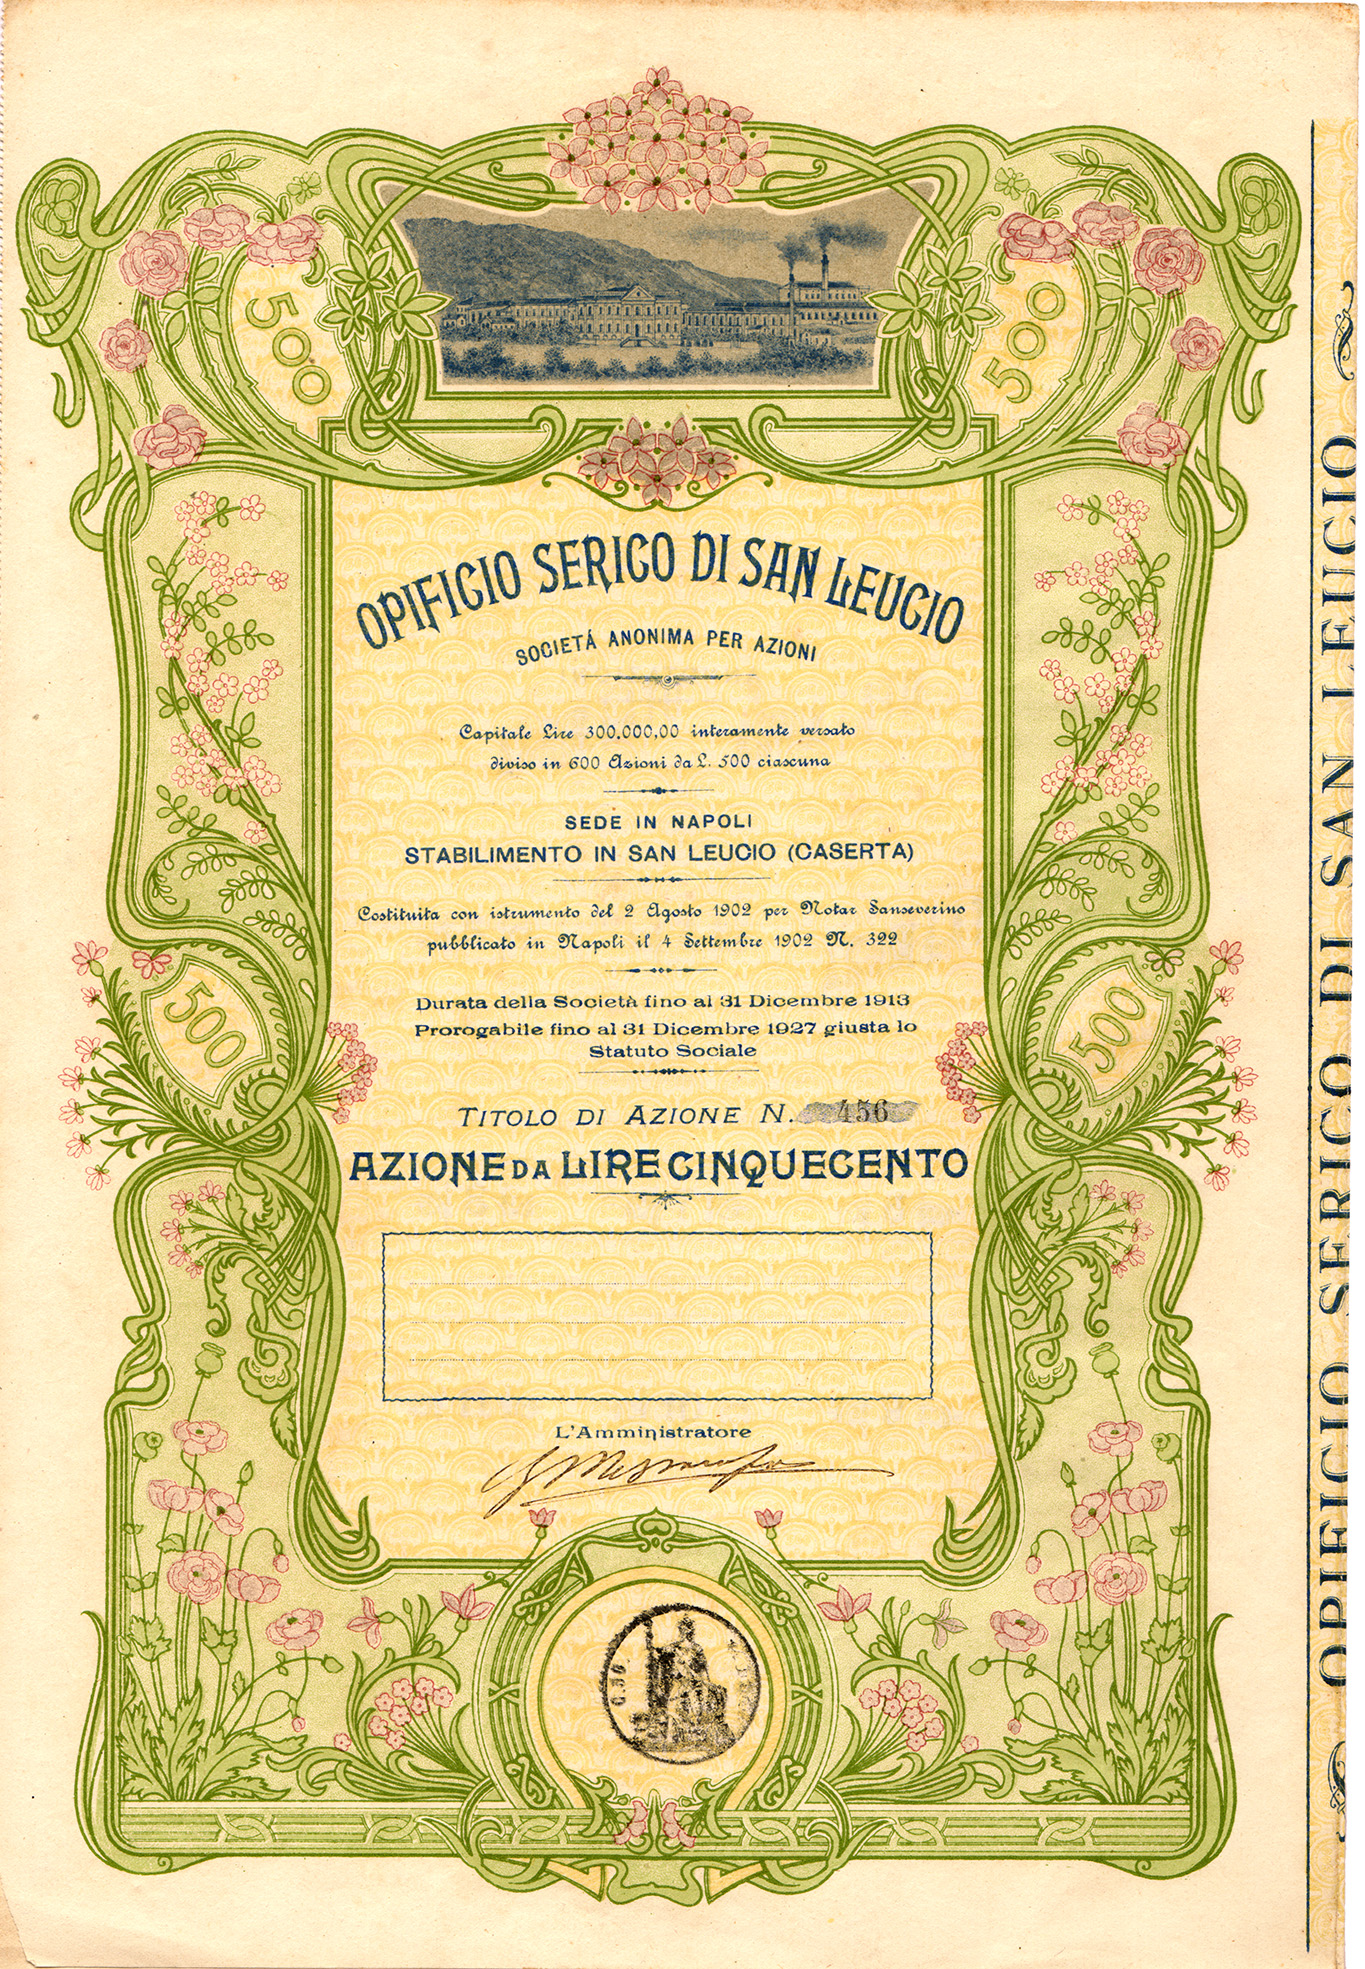 500
500
OPIFICIO SERICO DI SAN LEUCIO
SOCIETÁ ANONIMA PER AZIONI
Capitale Lire 300.000,00 interamente versato
diviso in 600 Azioni da L. 500 ciascuna
SEDE IN NAPOLI
STABILIMENTO IN SAN LEUCIO (CASERTA)
Costituita con istrumento del 2 Agosto 1902 per Notar Sanseverino
pubblicato in Napoli il 4 Settembre 1902 N. 322
500
500
Durata della Società fino al 31 Dicembre 1913
Prorogabile fino al 31 Dicembre 1927 giusta lo
Statuto Sociale
TITOLO DI AZIONE N. 456
AZIONE DA LIRE CINQUECENTO
L'Amministratore
OPIFICIO SERICO DI SAN LEUCIO